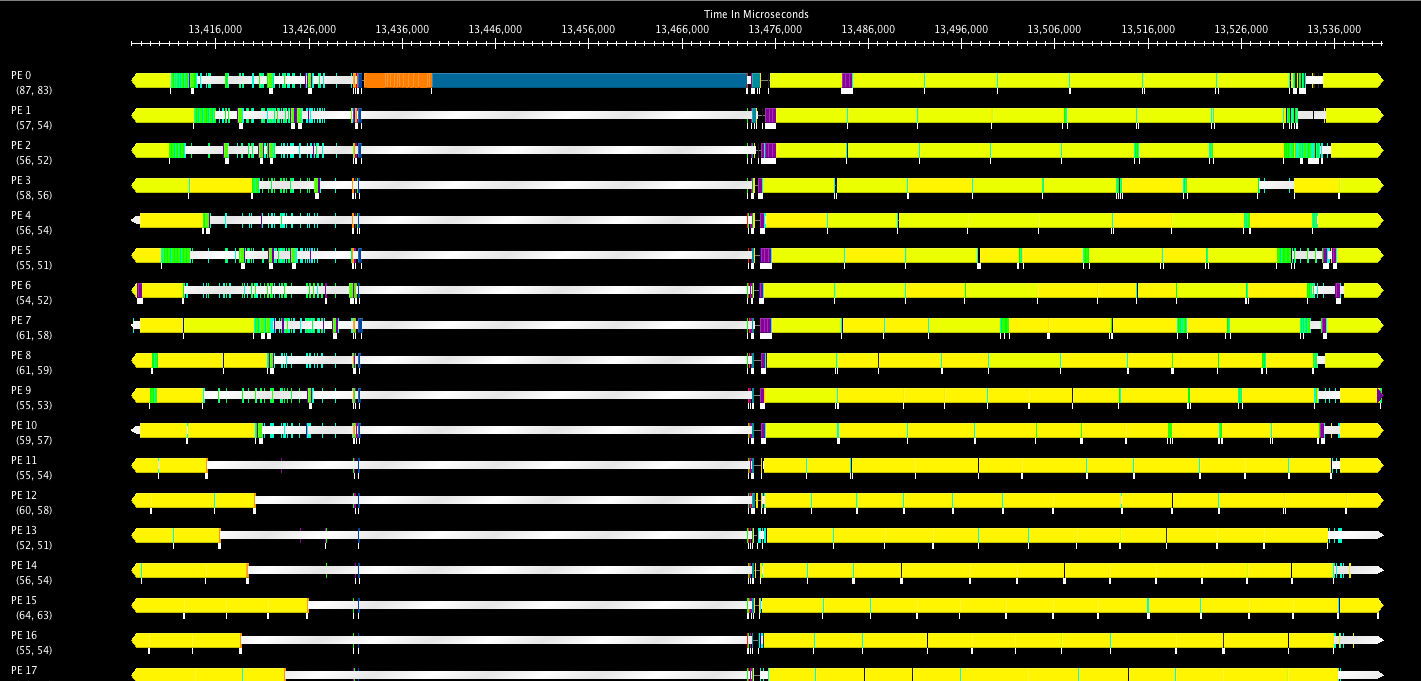 Time In Microseconds
13,416,000 13,426,000 13,436,000 13,446,000 13,456,000 13,466,000 13,476,000 13,486,000 13,496,000 13,506,000 13,516,000 13,526,000 13,536,000
PE 0
(87, 83)
PE 1
(57, 54)
PE 2
(56, 52)
PE 3
(58, 56)
PE 4
(56, 54)
PE 5
(55, 51)
PE 6
(54, 52)
PE 7
(61, 58)
PE 8
(61, 59)
PE 9
(55, 53)
PE 10
(59, 57)
PE 11
(55, 54)
PE 12
(60, 58)
PE 13
(52, 51)
PE 14
(56, 54)
PE 15
(64, 63)
PE 16
(55, 54)
PE 17